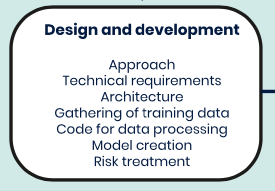 Design and development
Approach
Technical requirements
Architecture
Gathering of training data
Code for data processing
Model creation
Risk treatment